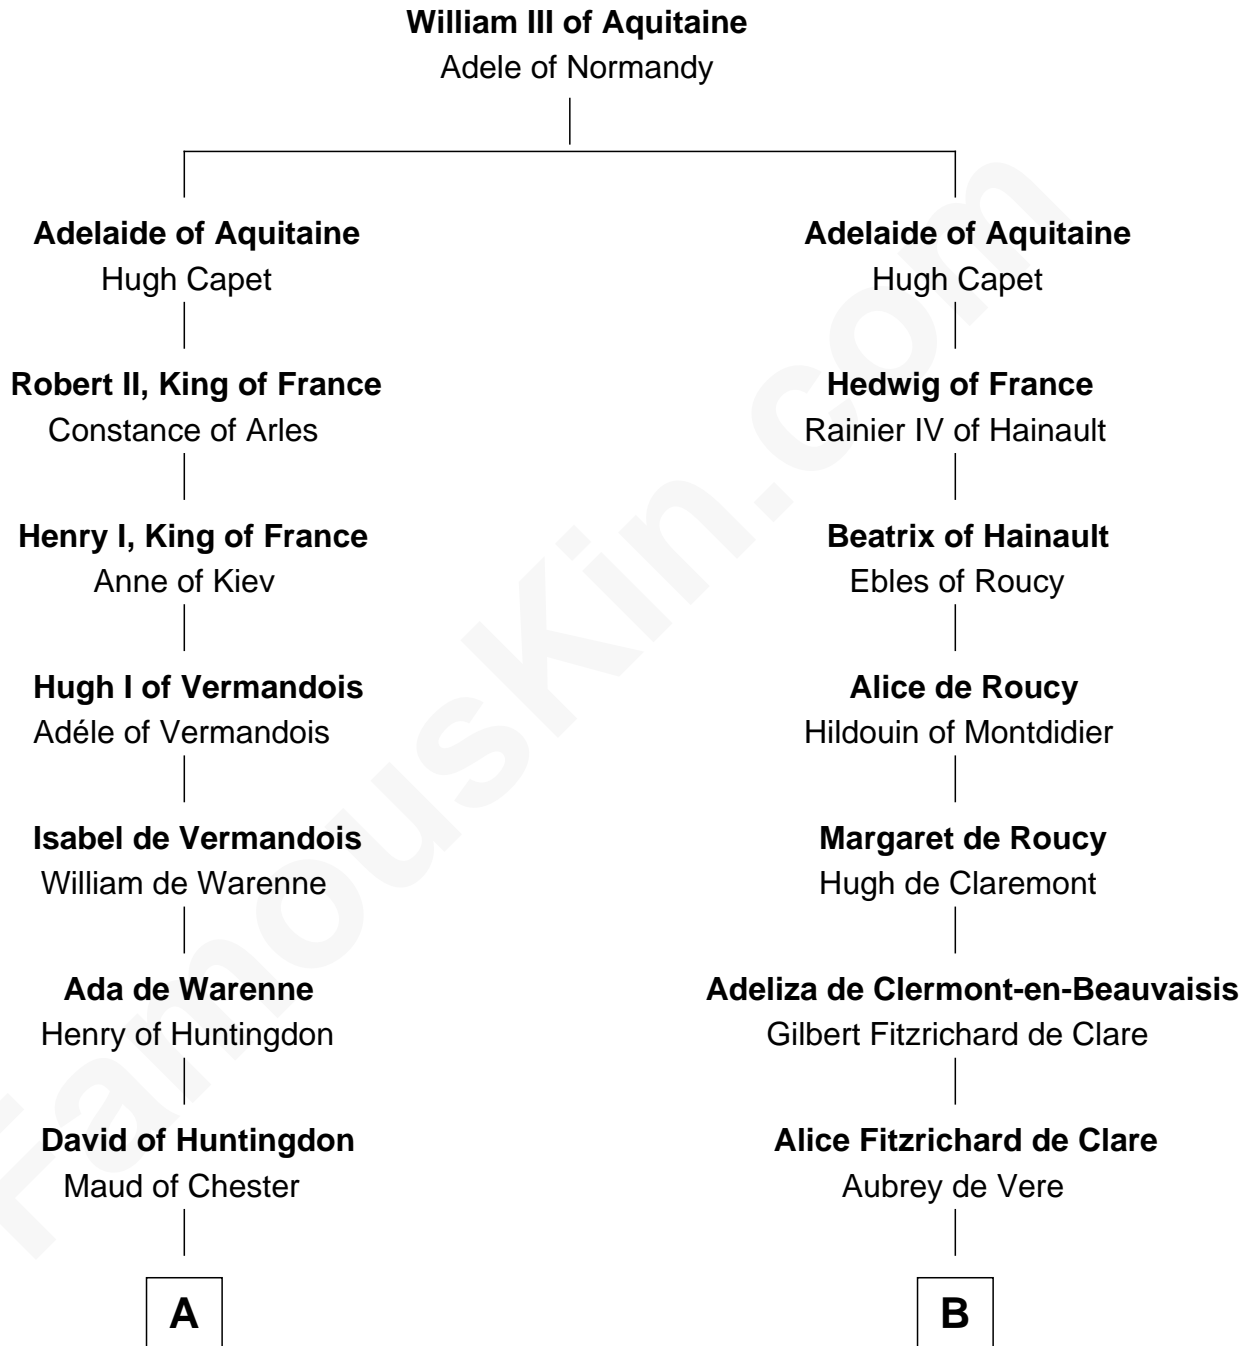 William III of Aquitaine
Adele of Normandy
Adelaide of Aquitaine
Hugh Capet
Adelaide of Aquitaine
Hugh Capet
Robert II, King of France
Constance of Arles
Hedwig of France
Rainier IV of Hainault
Henry I, King of France
Anne of Kiev
Beatrix of Hainault
Ebles of Roucy
Hugh I of Vermandois
Adéle of Vermandois
Alice de Roucy
Hildouin of Montdidier
Isabel de Vermandois
William de Warenne
Margaret de Roucy
Hugh de Claremont
Ada de Warenne
Henry of Huntingdon
Adeliza de Clermont-en-Beauvaisis
Gilbert Fitzrichard de Clare
David of Huntingdon
Maud of Chester
Alice Fitzrichard de Clare
Aubrey de Vere
A
B
FamousKin.com